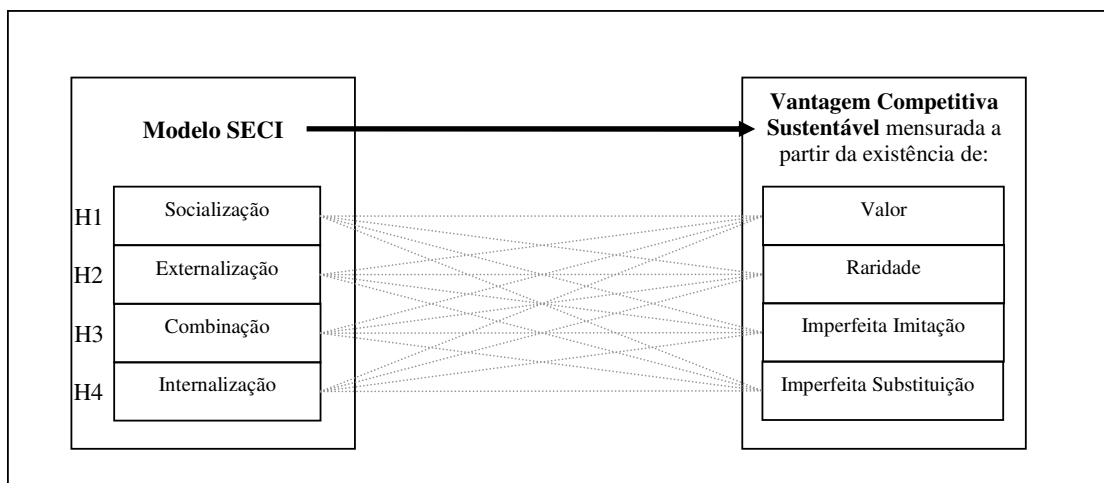 Modelo SECI
H1
Socialização
H2
Externalização
H3
Combinação
H4
Internalização
Vantagem Competitiva
Sustentável mensurada a
partir da existência de:
Valor
Raridade
Imperfeita Imitação
Imperfeita Substituição